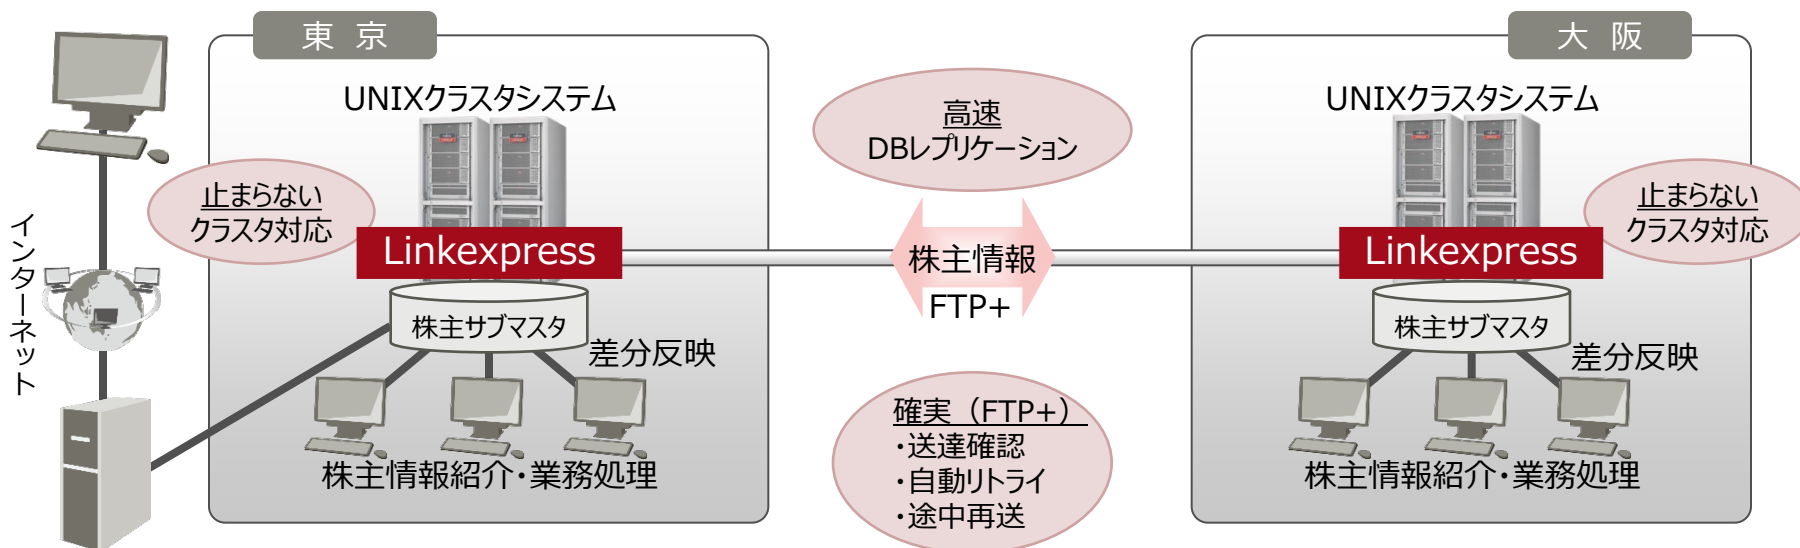 東 京
UNIXクラスタシステム
止まらない
クラスタ対応
Linkexpress
株主サブマスタ
差分反映
株主情報紹介・業務処理
インターネット
高速
DBレプリケーション
株主情報
FTP+
確実（FTP+）
・送達確認
・自動リトライ
・途中再送
大 阪
UNIXクラスタシステム
止まらない
クラスタ対応
Linkexpress
株主サブマスタ
差分反映
株主情報紹介・業務処理